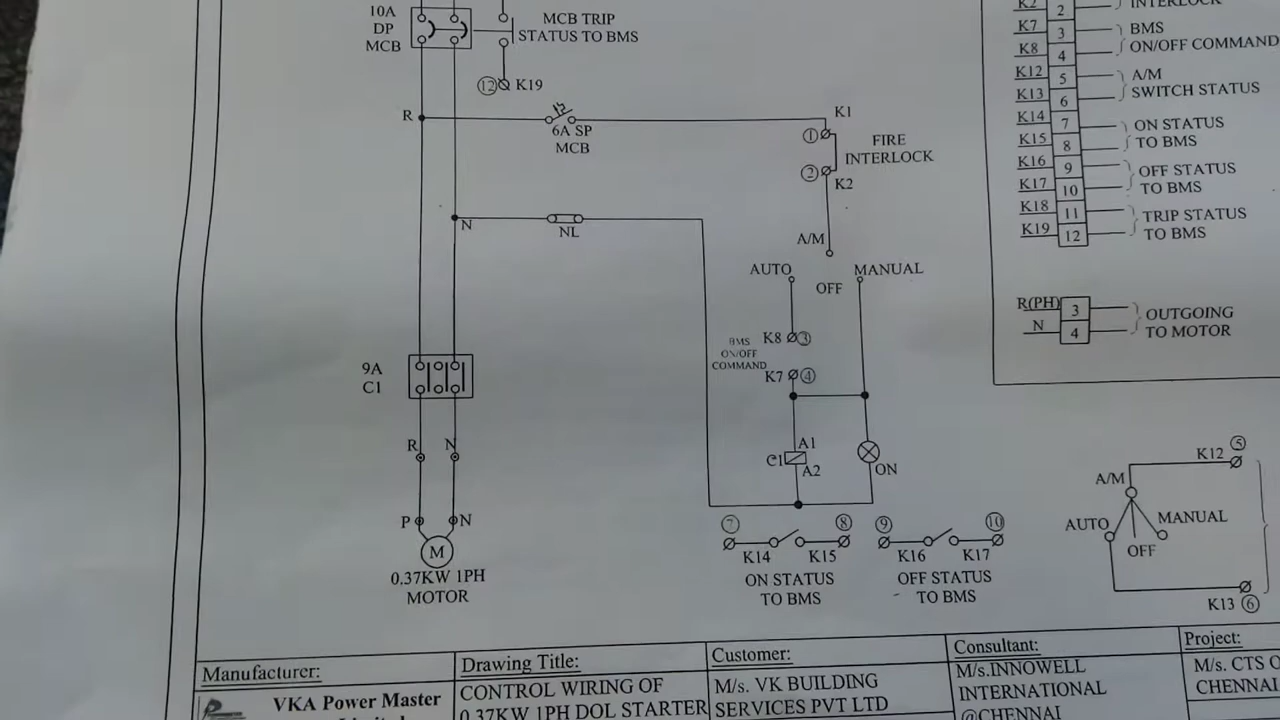 10A
DP
MCB
MCB TRIP
STATUS TO BMS
12 K19
R
6A SP
MCB
K1
1
FIRE
INTERLOCK
2
K2
N
NL
A/M
AUTO
MANUAL
OFF
K8 3
BMS
ON/OFF
COMMAND
K7 4
9A
C1
R N
A1
C1
A2
ON
P N
M
0.37KW 1PH
MOTOR
7 8
K14 K15
ON STATUS
TO BMS
9 10
K16 K17
OFF STATUS
TO BMS
K2 2 INTERLOCK
K7 3 BMS
K8 4 ON/OFF COMMAND
K12 5 A/M
K13 6 SWITCH STATUS
K14 7 ON STATUS
K15 8 TO BMS
K16 9 OFF STATUS
K17 10 TO BMS
K18 11 TRIP STATUS
K19 12 TO BMS
R(PH) 3 OUTGOING
N 4 TO MOTOR
K12 5
A/M
AUTO
MANUAL
OFF
K13 6
Manufacturer:
VKA Power Master
Limited
Drawing Title:
CONTROL WIRING OF
0.37KW 1PH DOL STARTER
Customer:
M/s. VK BUILDING
SERVICES PVT LTD
Consultant:
M/s.INNOWELL
INTERNATIONAL
@CHENNAI
Project:
M/s. CTS
CHENNAI